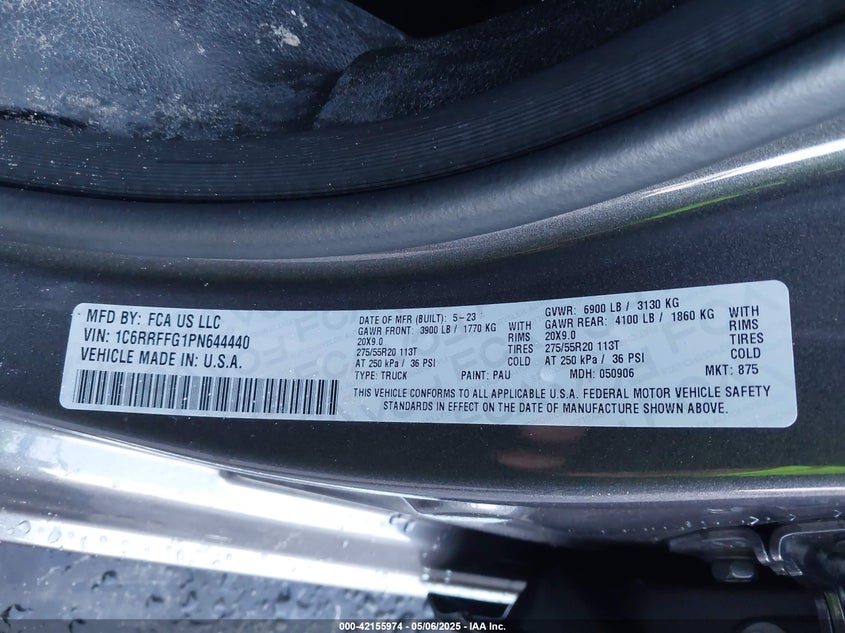 MFD BY: FCA US LLC
VIN: 1C6RRFFG1PN644440
VEHICLE MADE IN: U.S.A.
DATE OF MFR (BUILT): 5-23
GAWR FRONT: 3900 LB / 1770 KG WITH
20X9.0 RIMS
275/55R20 113T TIRES
AT 250 kPa / 36 PSI COLD
TYPE: TRUCK PAINT: PAU
GVWR: 6900 LB / 3130 KG
GAWR REAR: 4100 LB / 1860 KG WITH
20X9.0 RIMS
275/55R20 113T TIRES
AT 250 kPa / 36 PSI COLD
MDH: 050906 MKT: 875
THIS VEHICLE CONFORMS TO ALL APPLICABLE U.S.A. FEDERAL MOTOR VEHICLE SAFETY
STANDARDS IN EFFECT ON THE DATE OF MANUFACTURE SHOWN ABOVE.
000-42155974 - 05/06/2025 - IAA Inc.